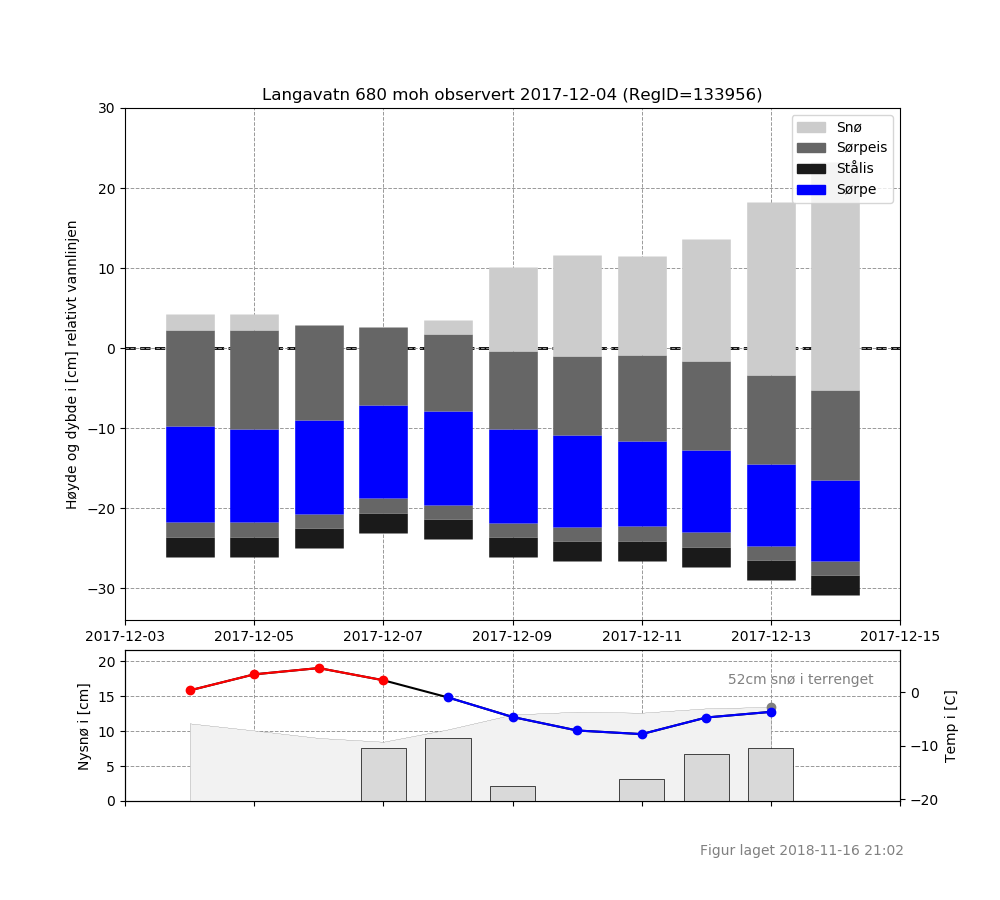 Langavatn 680 moh observert 2017-12-04 (RegID=133956)
Høyde og dybde i [cm] relativt vannlinjen
30
20
10
0
−10
−20
−30
Snø
Sørpeis
Stålis
Sørpe
2017-12-03 2017-12-05 2017-12-07 2017-12-09 2017-12-11 2017-12-13 2017-12-15
Nysnø i [cm]
20
15
10
5
0
52cm snø i terrenget
0
−10
−20
Temp i [C]
Figur laget 2018-11-16 21:02